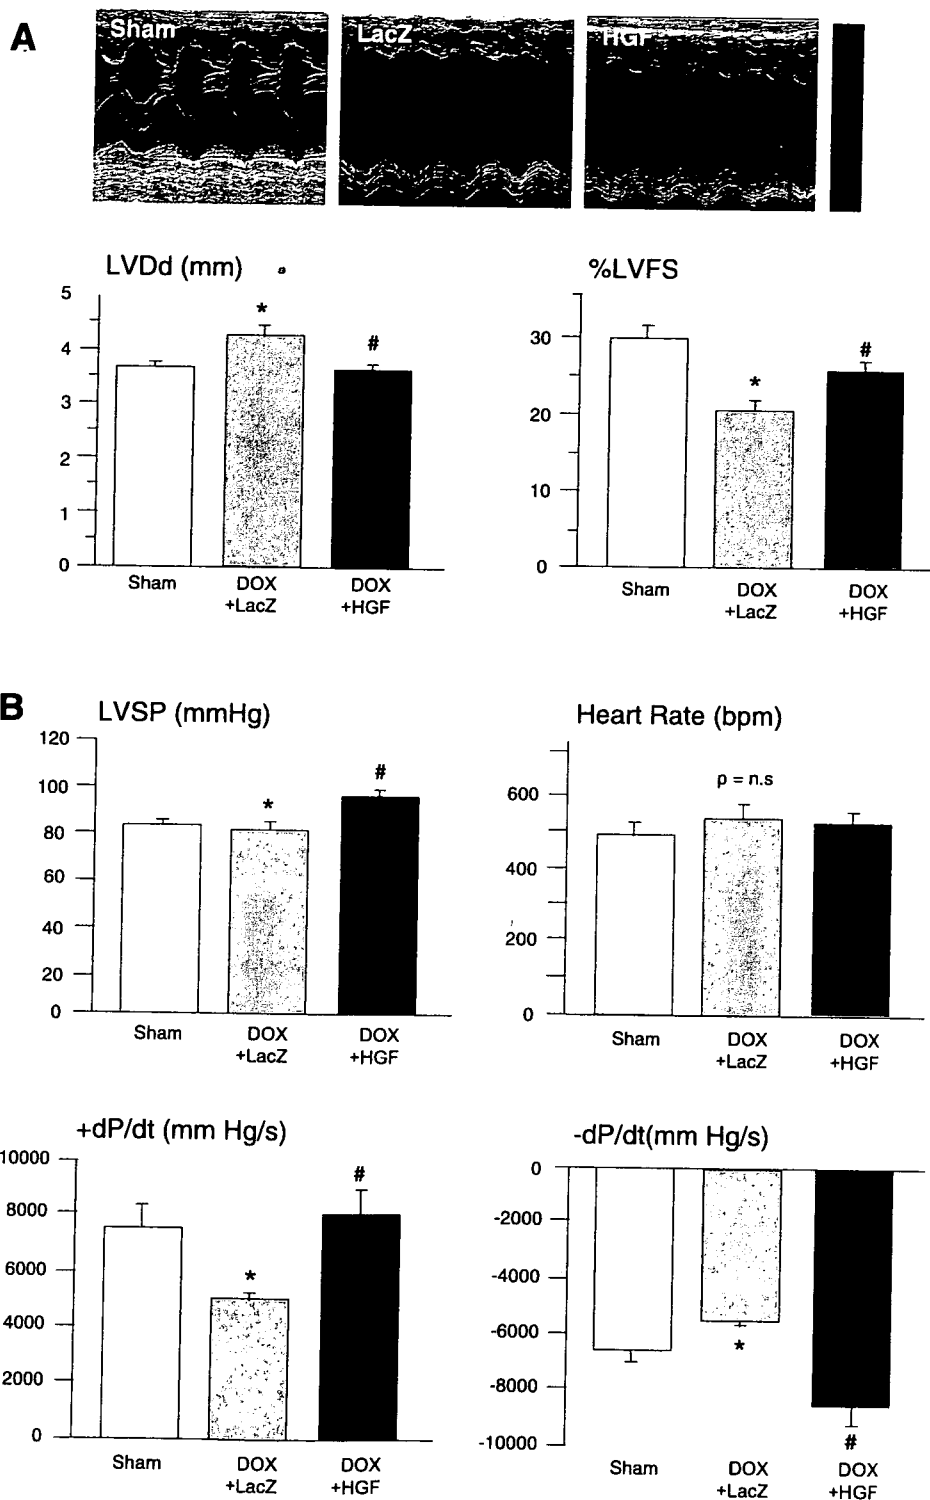 A
Sham
LacZ
HGF
LVDd (mm)
5
4
3
2
1
0
*
#
Sham
DOX
+LacZ
DOX
+HGF
%LVFS
30
20
10
0
*
#
Sham
DOX
+LacZ
DOX
+HGF
B
LVSP (mmHg)
120
100
80
60
40
20
0
*
#
Sham
DOX
+LacZ
DOX
+HGF
Heart Rate (bpm)
600
400
200
0
p = n.s
Sham
DOX
+LacZ
DOX
+HGF
+dP/dt (mm Hg/s)
10000
8000
6000
4000
2000
0
*
#
Sham
DOX
+LacZ
DOX
+HGF
-dP/dt(mm Hg/s)
0
-2000
-4000
-6000
-8000
-10000
*
#
Sham
DOX
+LacZ
DOX
+HGF